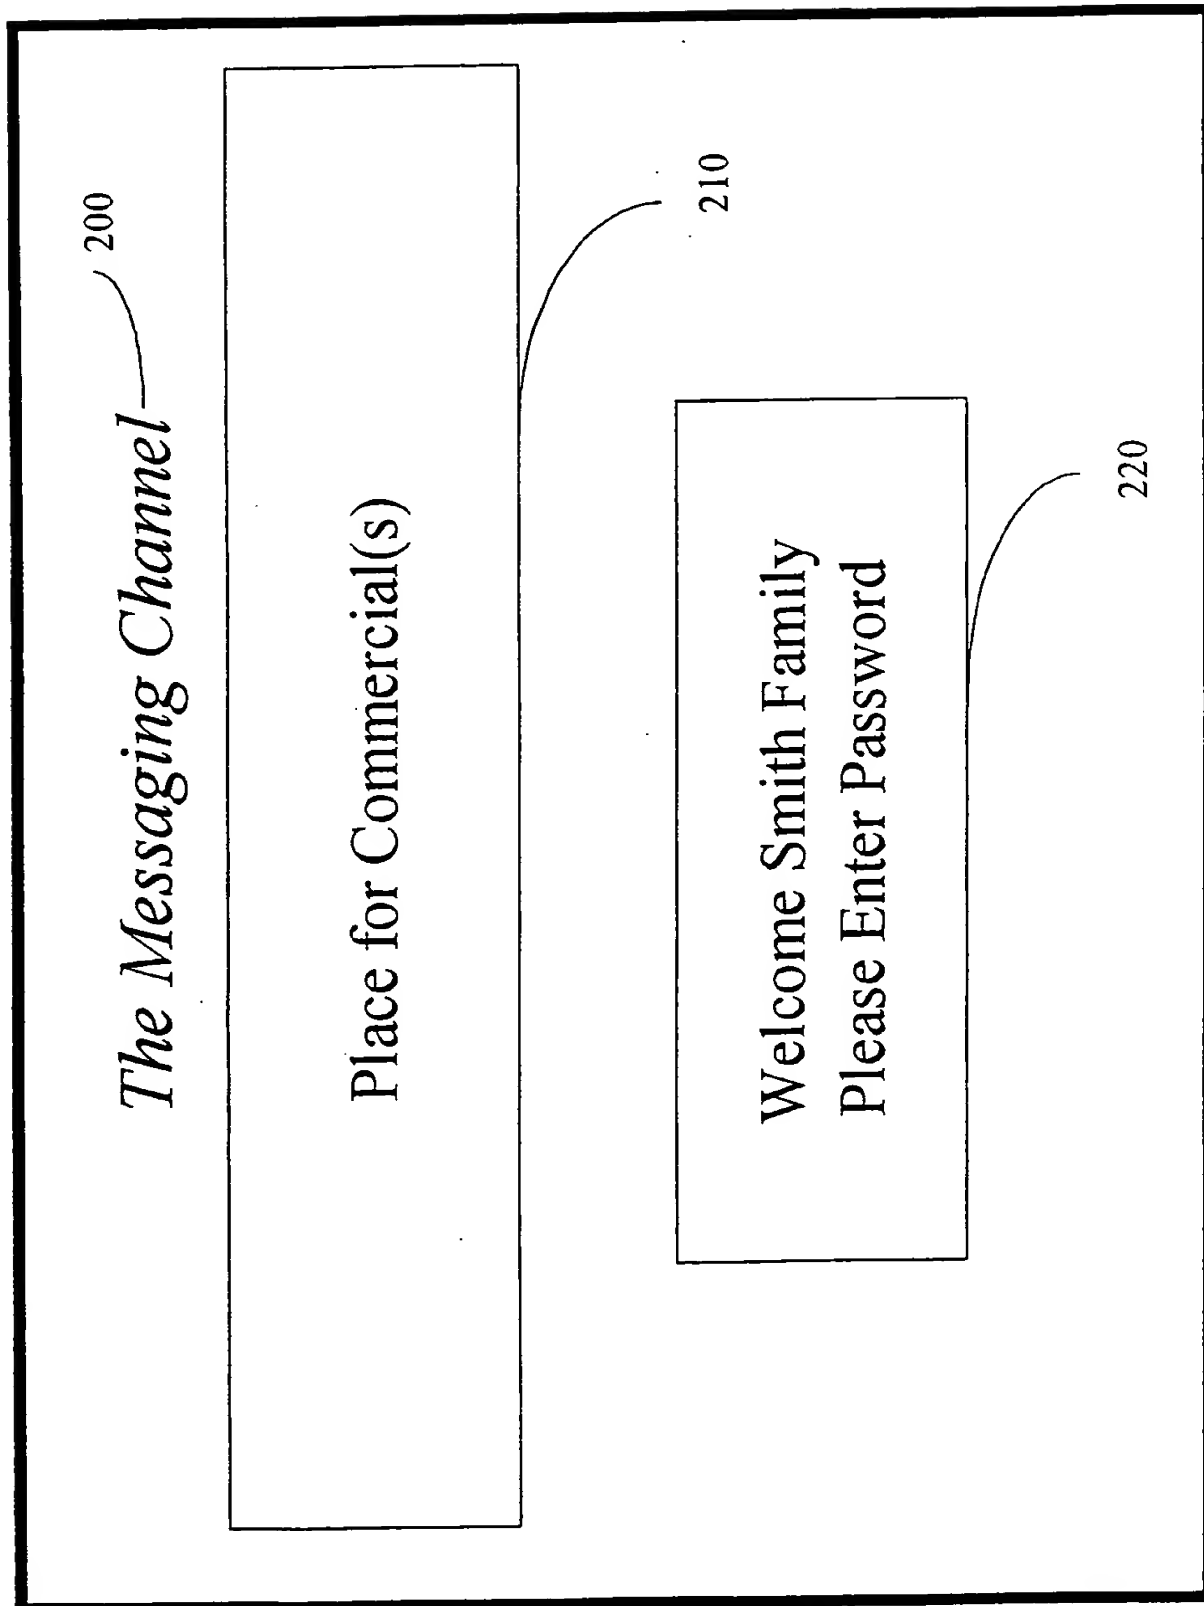 The Messaging Channel
200
Place for Commercial(s)
210
Welcome Smith Family
Please Enter Password
220